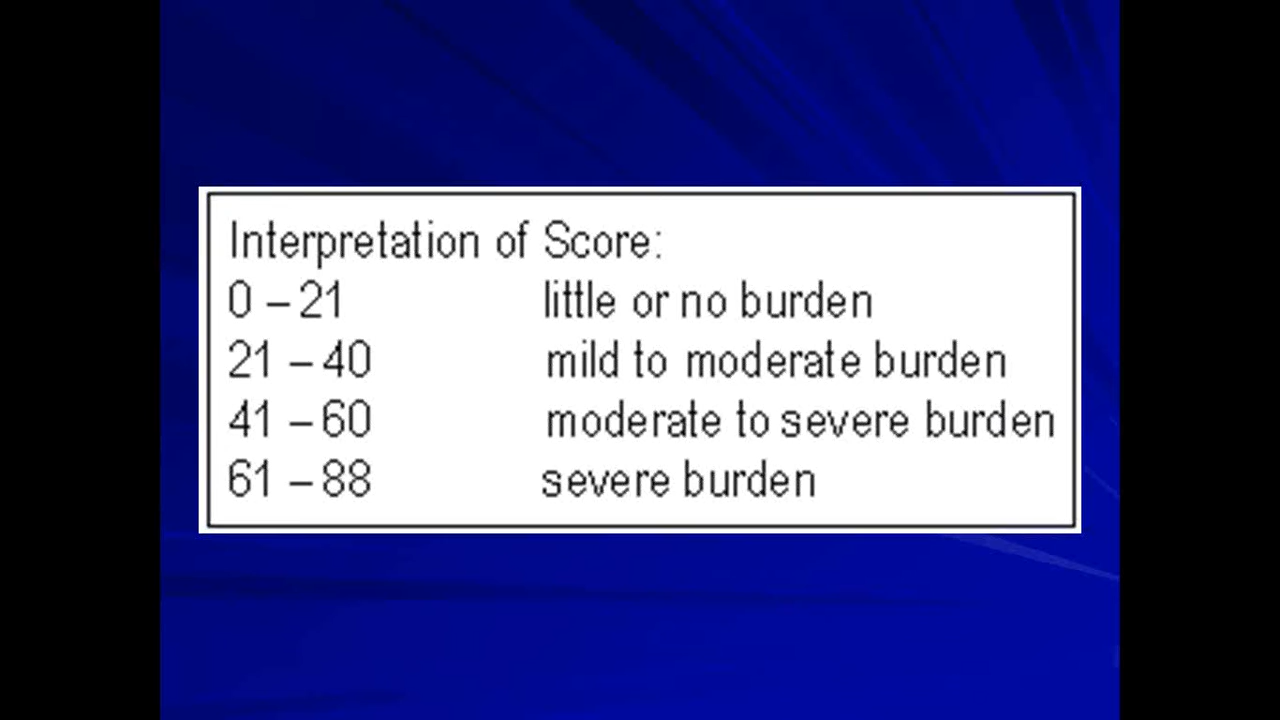 Interpretation of Score:
0 – 21 little or no burden
21 – 40 mild to moderate burden
41 – 60 moderate to severe burden
61 – 88 severe burden